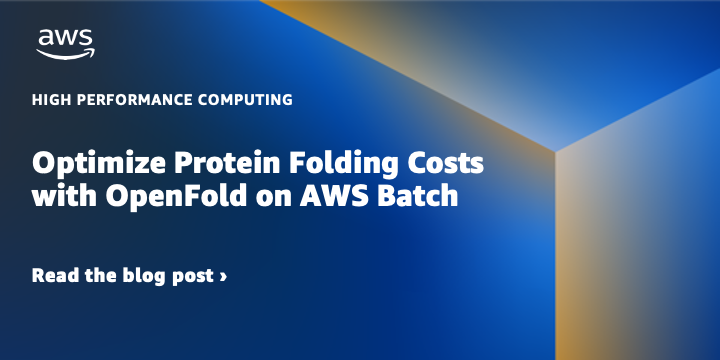 aws
HIGH PERFORMANCE COMPUTING
Optimize Protein Folding Costs
with OpenFold on AWS Batch
Read the blog post ›